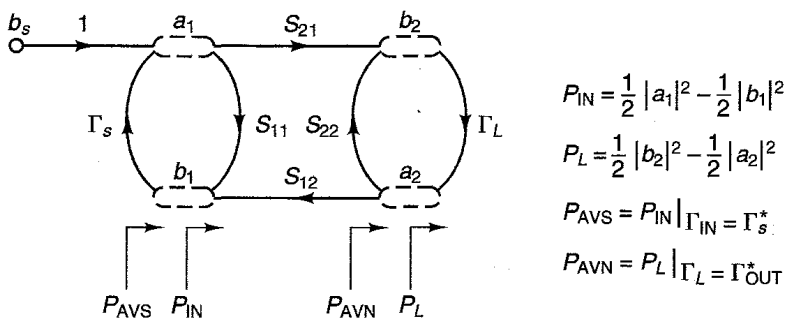 b_s 1 a_1 S_21 b_2
Γ_s S_11 S_22 Γ_L
b_1 S_12 a_2
P_AVS P_IN P_AVN P_L
P_IN = 1/2 |a_1|^2 − 1/2 |b_1|^2
P_L = 1/2 |b_2|^2 − 1/2 |a_2|^2
P_AVS = P_IN |_Γ_IN = Γ_s^*
P_AVN = P_L |_Γ_L = Γ_OUT^*